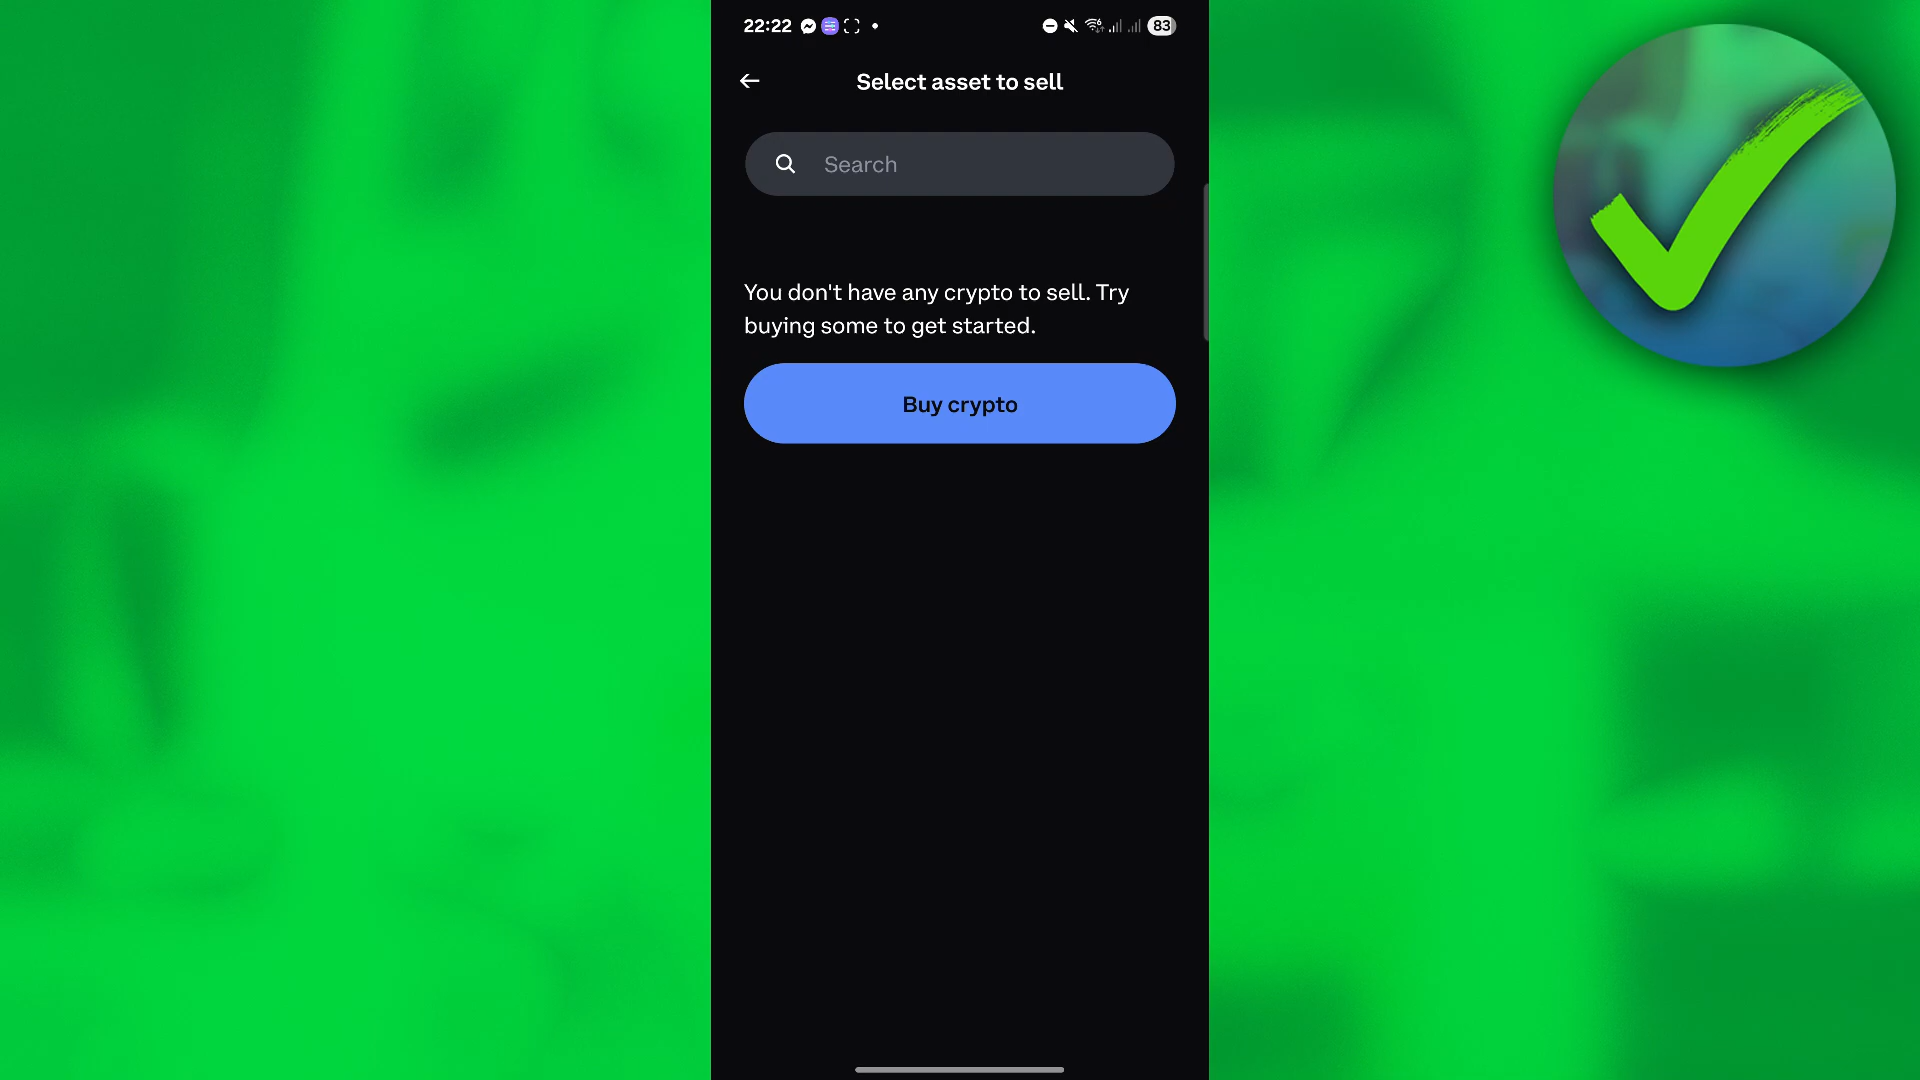 22:22
83
Select asset to sell
Search
You don't have any crypto to sell. Try
buying some to get started.
Buy crypto